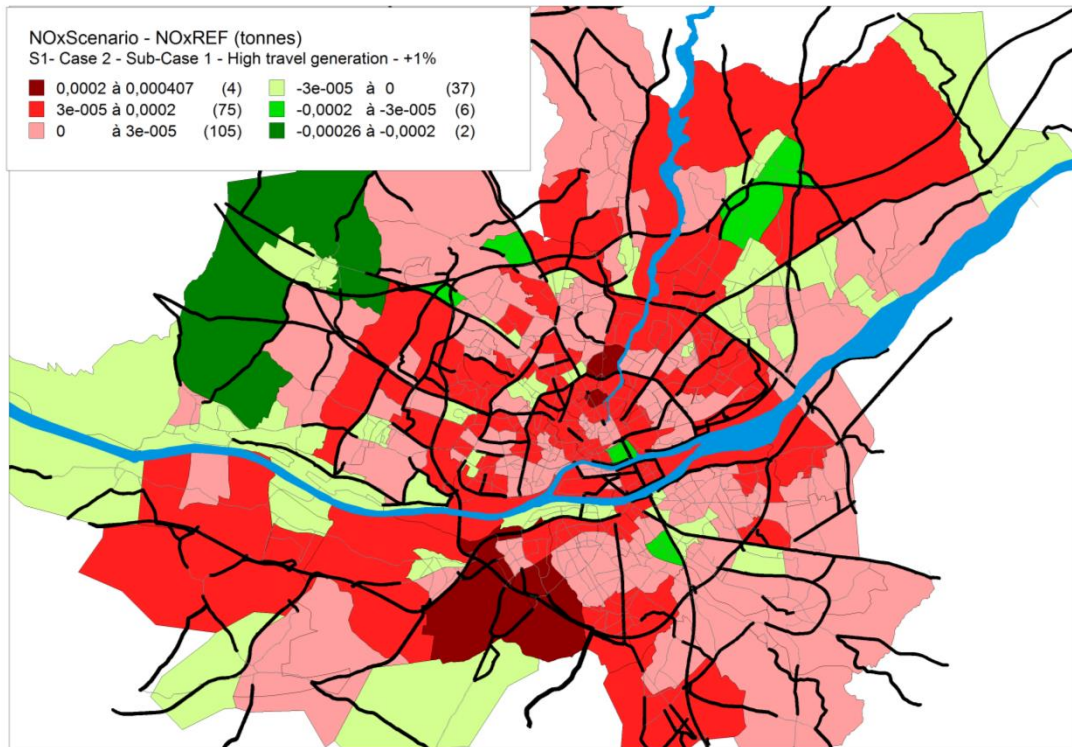 NOxScenario - NOxREF (tonnes)
S1- Case 2 - Sub-Case 1 - High travel generation - +1%
0,0002 à 0,000407 (4) -3e-005 à 0 (37)
3e-005 à 0,0002 (75) -0,0002 à -3e-005 (6)
0 à 3e-005 (105) -0,00026 à -0,0002 (2)